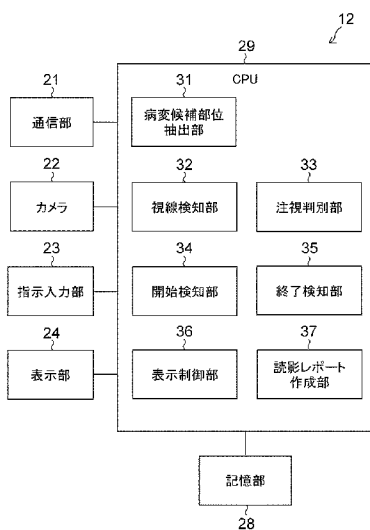 12
29
CPU
21
通信部
31
病変候補部位
抽出部
22
カメラ
32
視線検知部
33
注視判別部
23
指示入力部
34
開始検知部
35
終了検知部
24
表示部
36
表示制御部
37
読影レポート
作成部
記憶部
28